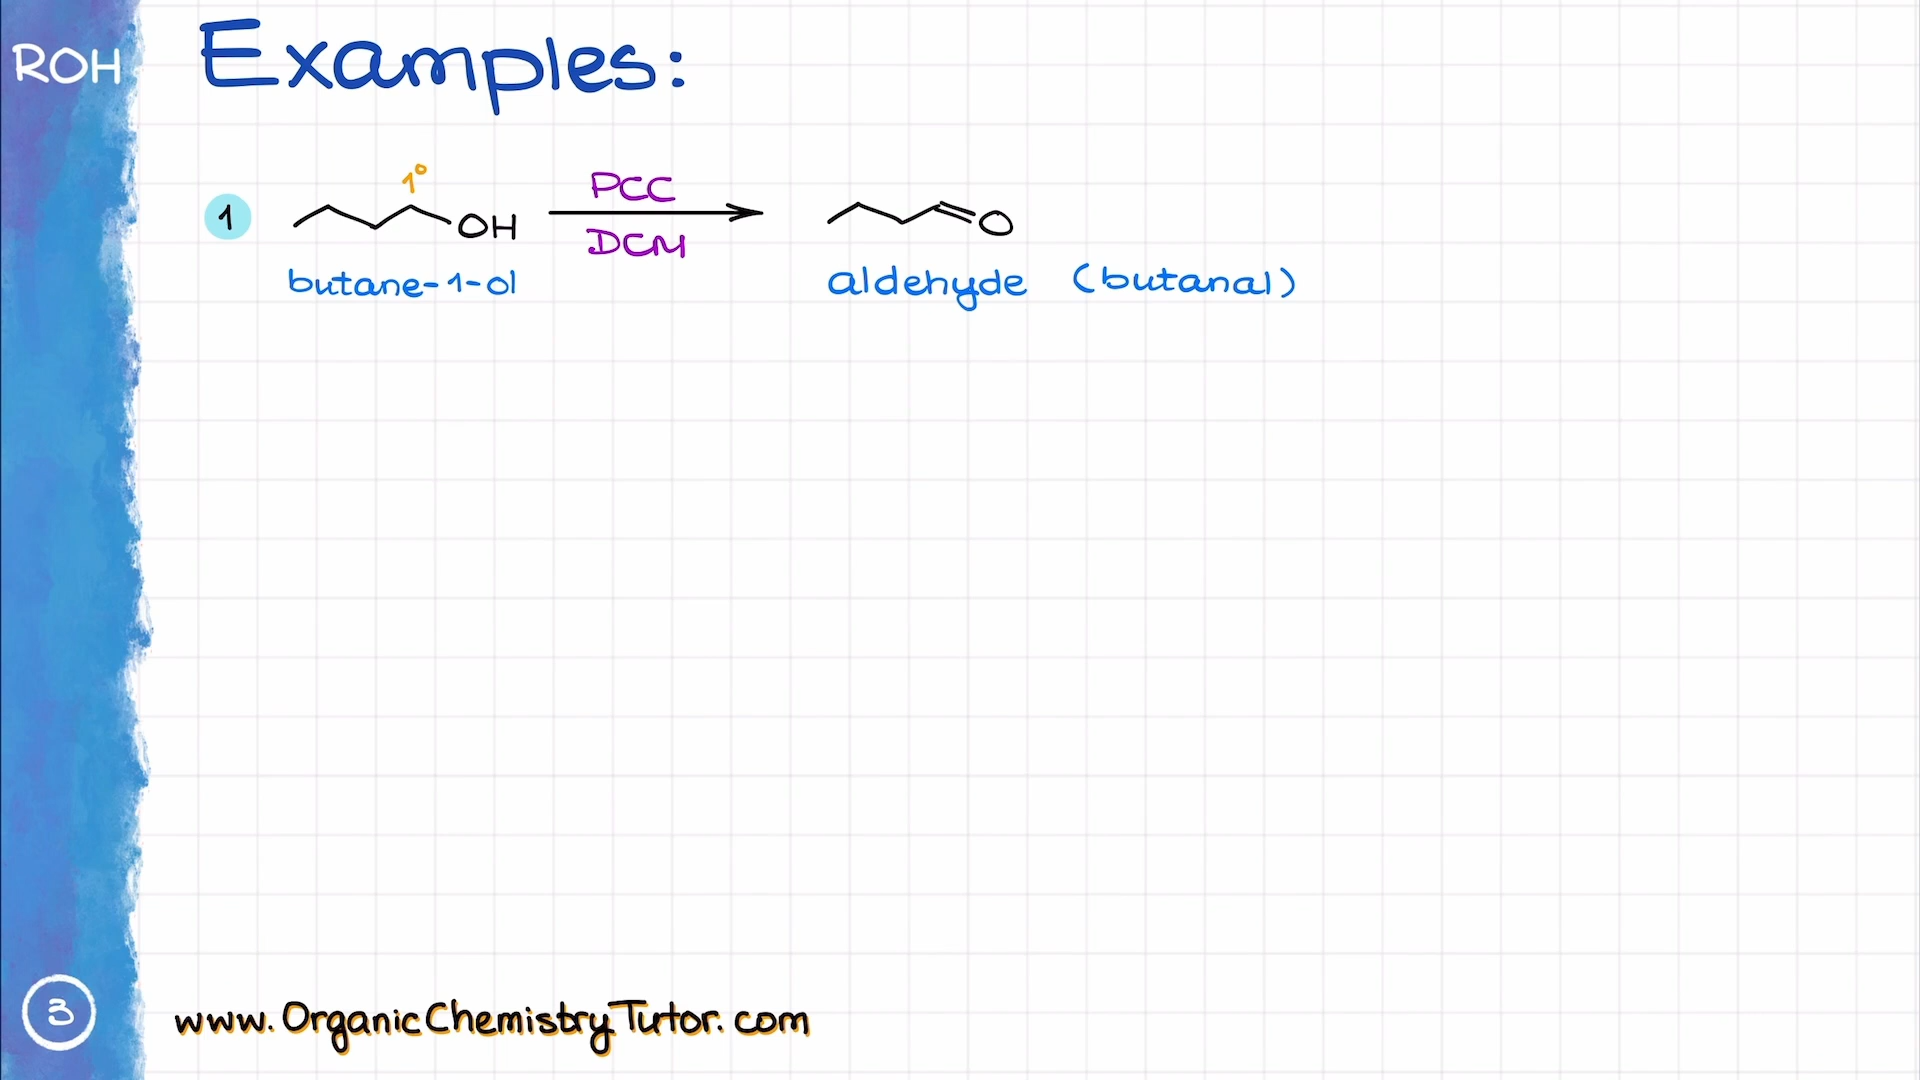 ROH
Examples:
1°
1
OH
PCC
DCM
O
butane-1-ol
aldehyde (butanal)
3
www.OrganicChemistryTutor.com